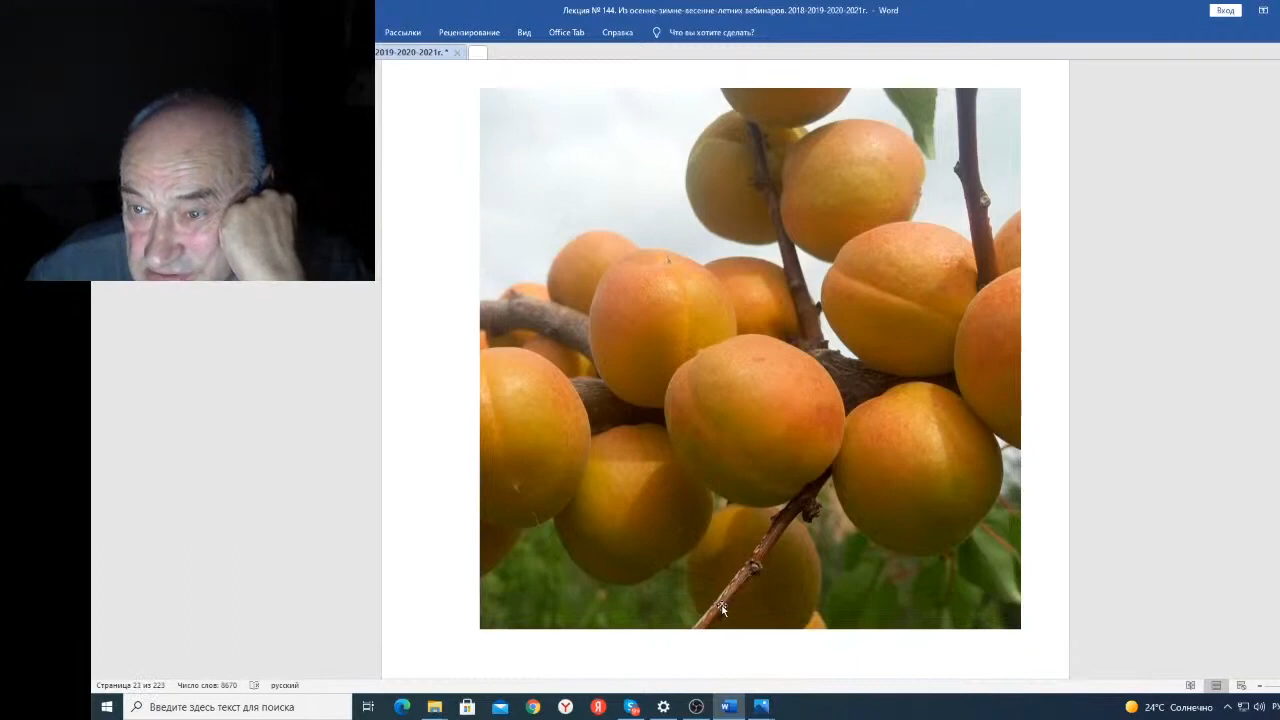 Лекция № 144. Из осенне-зимне-весенне-летних вебинаров. 2018-2019-2020-2021г. - Word
Вход
Рассылки Рецензирование Вид Office Tab Справка Что вы хотите сделать?
2019-2020-2021г. *
Страница 21 из 223 Число слов: 8670 русский
Введите здесь текст для поиска
24°C Солнечно